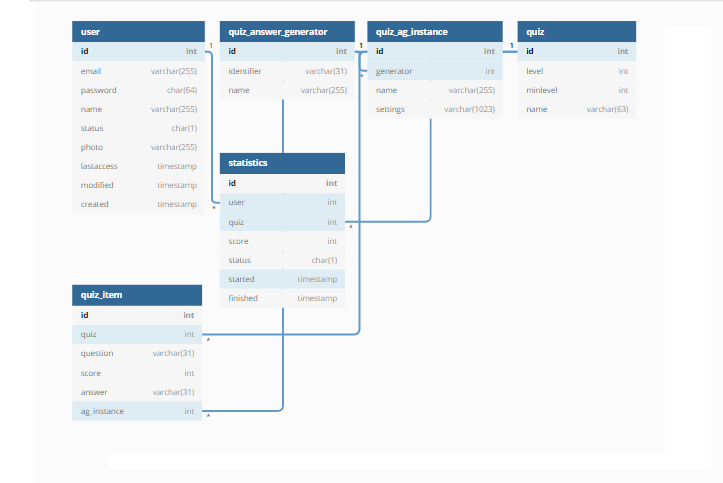 user
id int
email varchar(255)
password char(64)
name varchar(255)
status char(1)
photo varchar(255)
lastaccess timestamp
modified timestamp
created timestamp
1
*
quiz_answer_generator
id int
identifier varchar(31)
name varchar(255)
1
*
quiz_ag_instance
id int
generator int
name varchar(255)
settings varchar(1023)
1
quiz
id int
level int
minlevel int
name varchar(63)
statistics
id int
user int
quiz int
score int
status char(1)
started timestamp
finished timestamp
*
quiz_item
id int
quiz int
question varchar(31)
score int
answer varchar(31)
ag_instance int
*
*